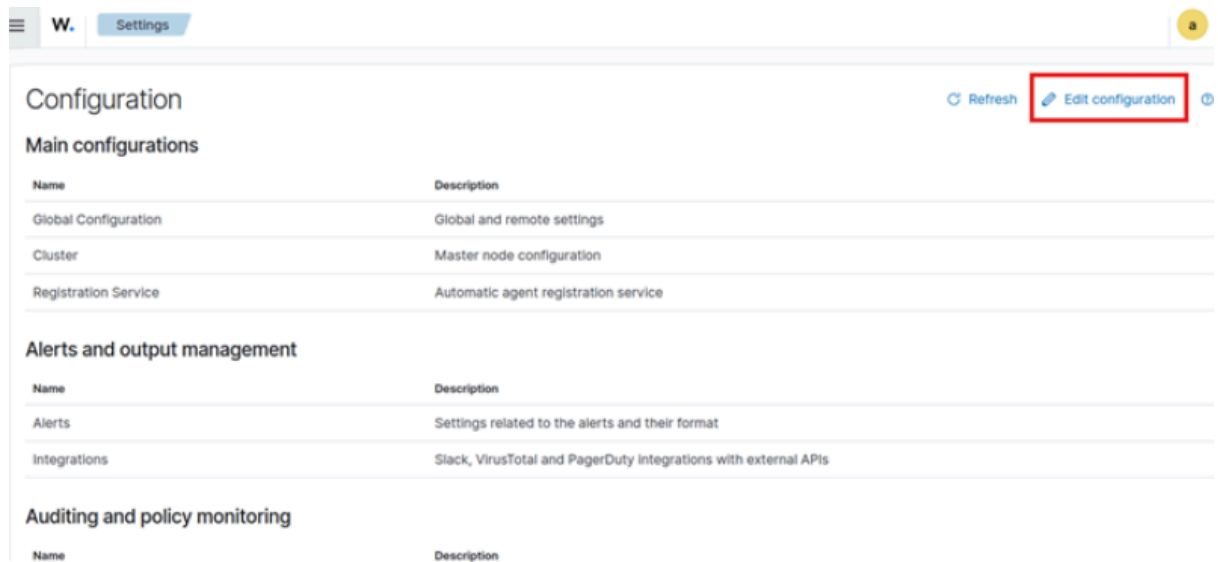 W. Settings a
Configuration Refresh Edit configuration
Main configurations
Name Description
Global Configuration Global and remote settings
Cluster Master node configuration
Registration Service Automatic agent registration service
Alerts and output management
Name Description
Alerts Settings related to the alerts and their format
Integrations Slack, VirusTotal and PagerDuty integrations with external APIs
Auditing and policy monitoring
Name Description